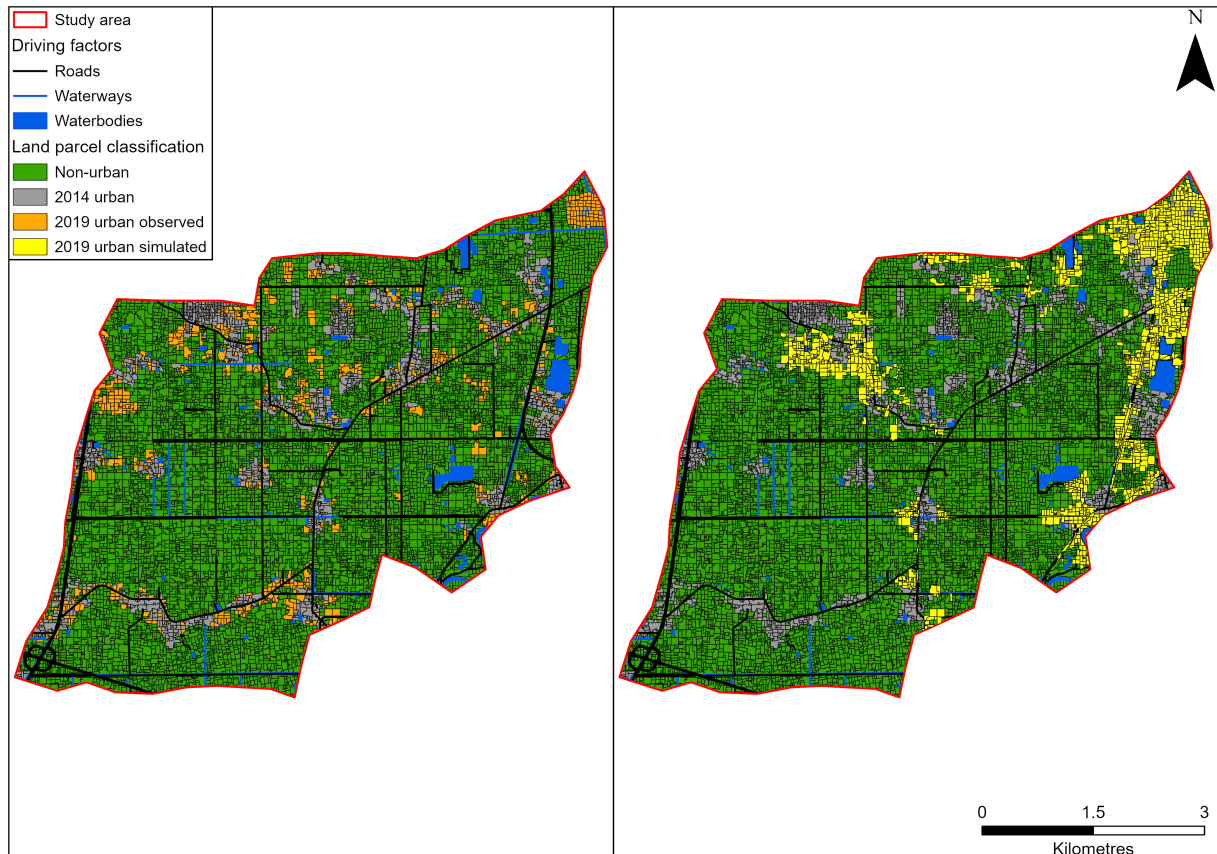 Study area
Driving factors
Roads
Waterways
Waterbodies
Land parcel classification
Non-urban
2014 urban
2019 urban observed
2019 urban simulated
N
0 1.5 3
Kilometres